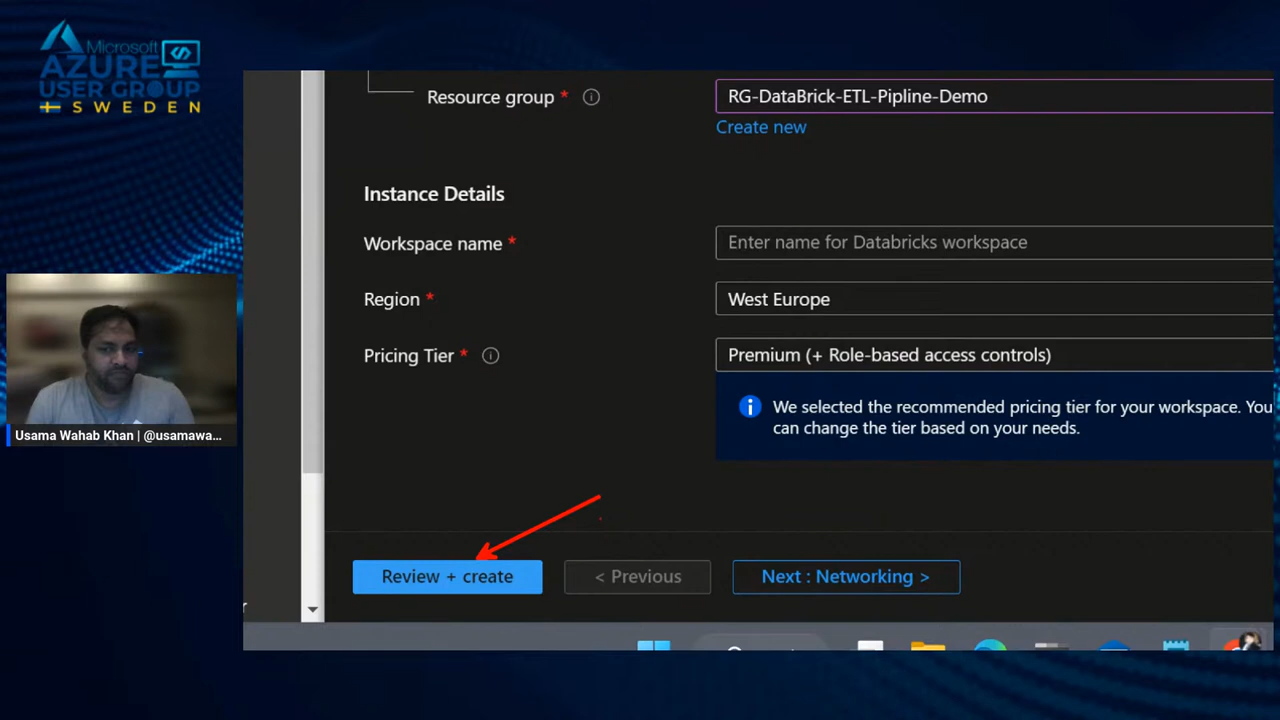 Microsoft
AZURE
USER GROUP
SWEDEN
Resource group *
RG-DataBrick-ETL-Pipline-Demo
Create new
Instance Details
Workspace name *
Enter name for Databricks workspace
Region *
West Europe
Pricing Tier *
Premium (+ Role-based access controls)
We selected the recommended pricing tier for your workspace. You
can change the tier based on your needs.
Usama Wahab Khan | @usamawa...
Review + create
< Previous
Next : Networking >